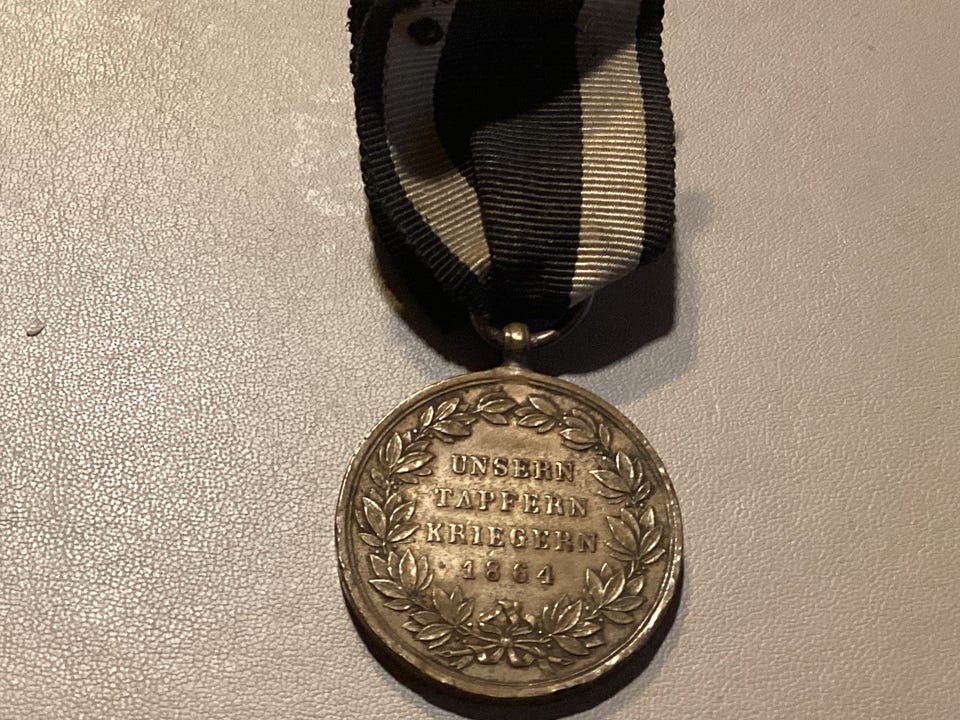 UNSERN
TAPFERN
KRIEGERN
1864